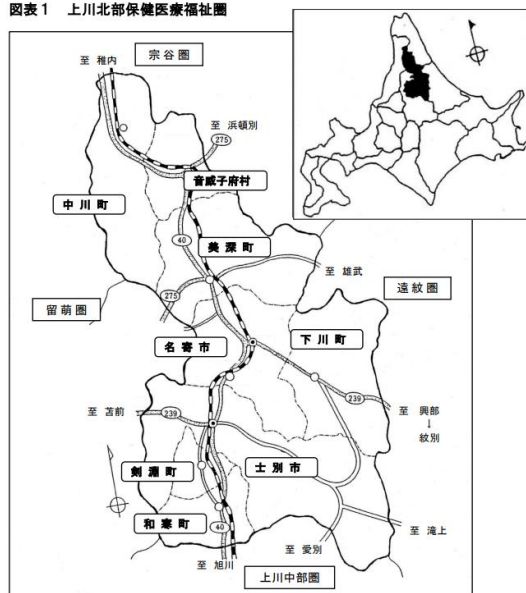 図表1 上川北部保健医療福祉圏
宗谷圏
至 稚内
至 浜頓別
275
音威子府村
中川町
40
美深町
至 雄武
275
留萌圏
遠紋圏
名寄市
下川町
239
至 苫前
239
至 興部
↓
紋別
剣淵町
士別市
和寒町
40
至 滝上
至 愛別
至 旭川
上川中部圏